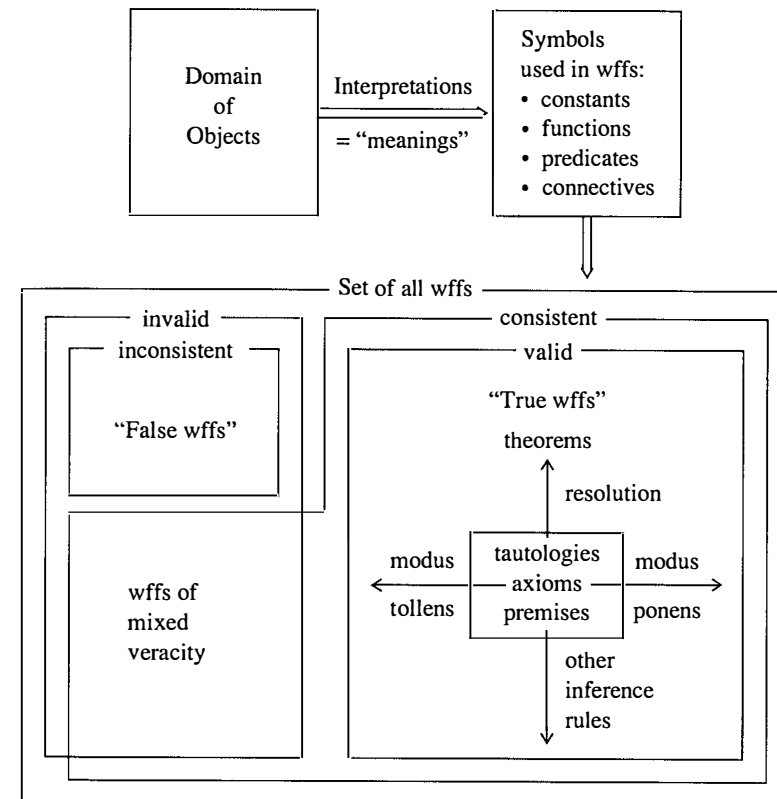 Domain
of
Objects
Interpretations
= “meanings”
Symbols
used in wffs:
• constants
• functions
• predicates
• connectives
Set of all wffs
invalid
inconsistent
“False wffs”
wffs of
mixed
veracity
consistent
valid
“True wffs”
theorems
resolution
modus
tollens
tautologies
axioms
premises
modus
ponens
other
inference
rules